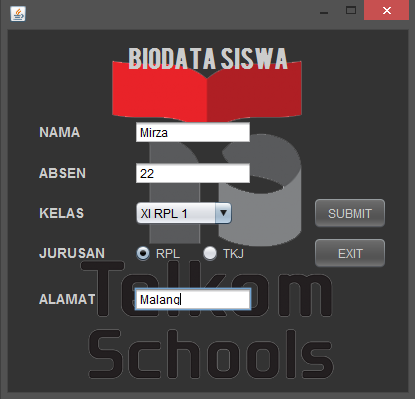 BIODATA SISWA
NAMA Mirza
ABSEN 22
KELAS XI RPL 1 SUBMIT
JURUSAN RPL TKJ EXIT
ALAMAT Malang
Telkom
Schools